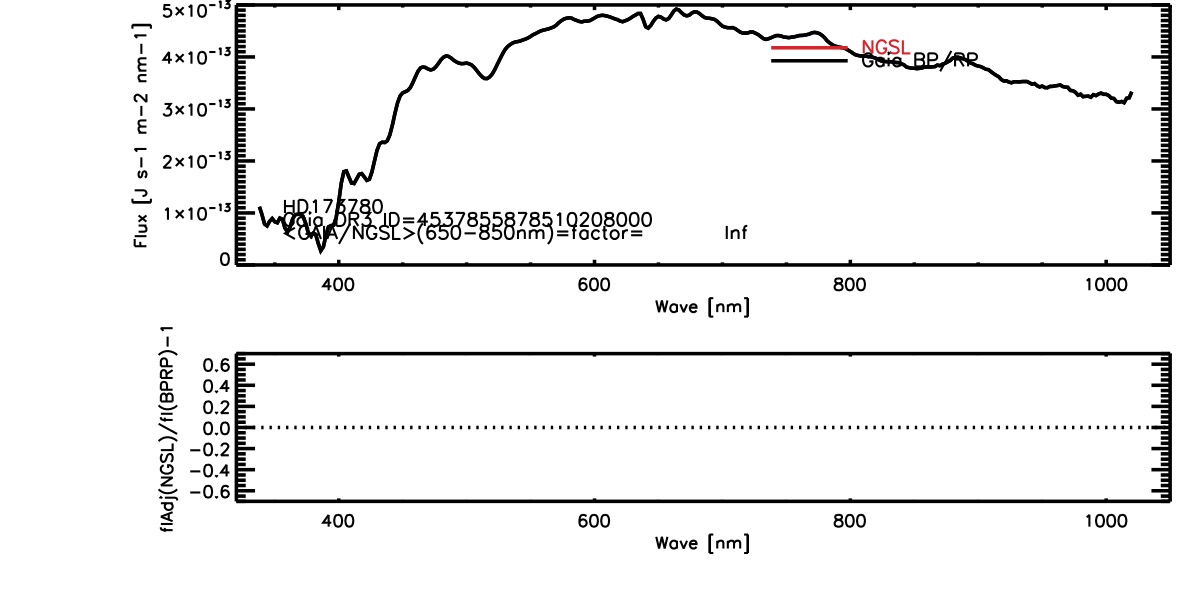 5×10−13
4×10−13
3×10−13
2×10−13
1×10−13
0
Flux [J s−1 m−2 nm−1]
NGSL
Gaia BP/RP
HD173780
Gaia DR3 ID=4537855878510208000
<GAIA/NGSL>(650−850nm)=factor= Inf
400 600 800 1000
Wave [nm]
0.6
0.4
0.2
0.0
−0.2
−0.4
−0.6
flAdj(NGSL)/fl(BPRP)−1
400 600 800 1000
Wave [nm]